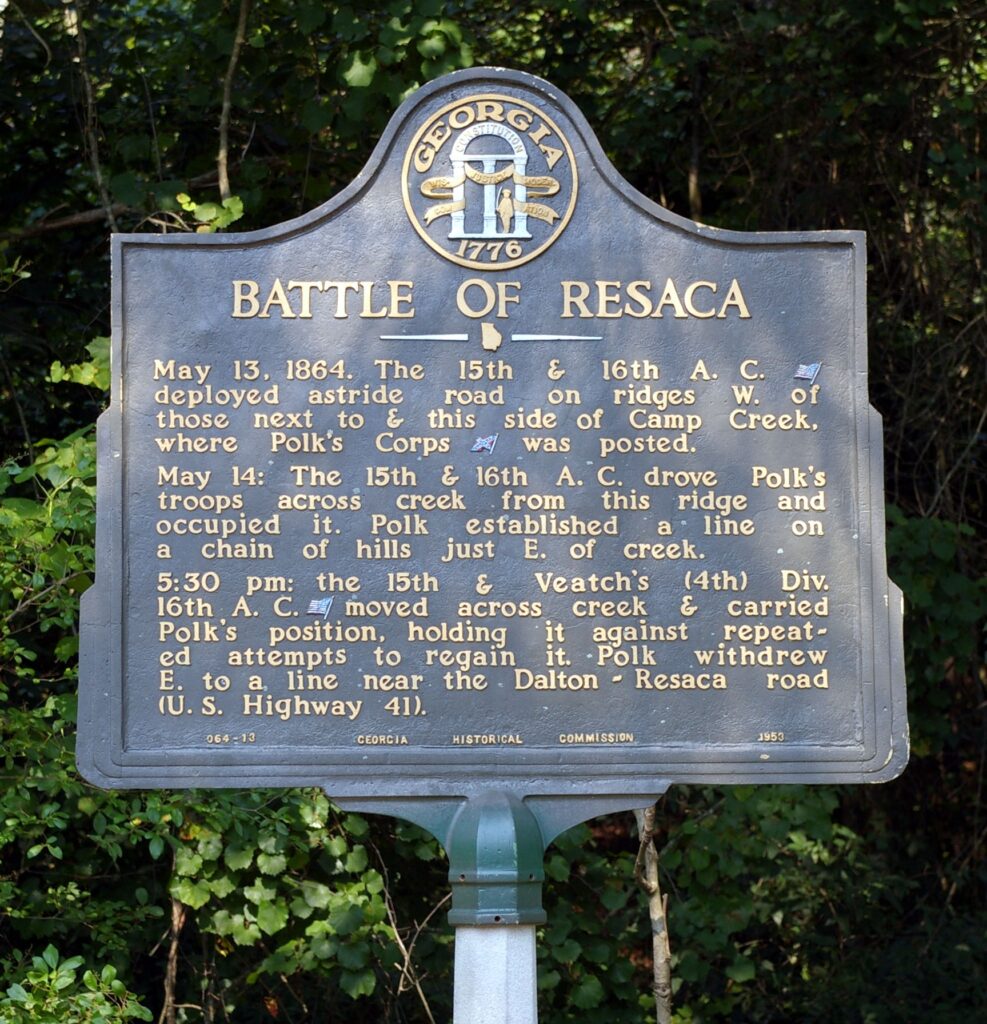 GEORGIA
CONSTITUTION
1776
BATTLE OF RESACA
May 13, 1864. The 15th & 16th A. C.
deployed astride road on ridges W. of
those next to & this side of Camp Creek,
where Polk's Corps was posted.
May 14: The 15th & 16th A. C. drove Polk's
troops across creek from this ridge and
occupied it. Polk established a line on
a chain of hills just E. of creek.
5:30 pm: the 15th & Veatch's (4th) Div.
16th A. C. moved across creek & carried
Polk's position, holding it against repeat-
ed attempts to regain it. Polk withdrew
E. to a line near the Dalton - Resaca road
(U. S. Highway 41).
064-13 GEORGIA HISTORICAL COMMISSION 1953